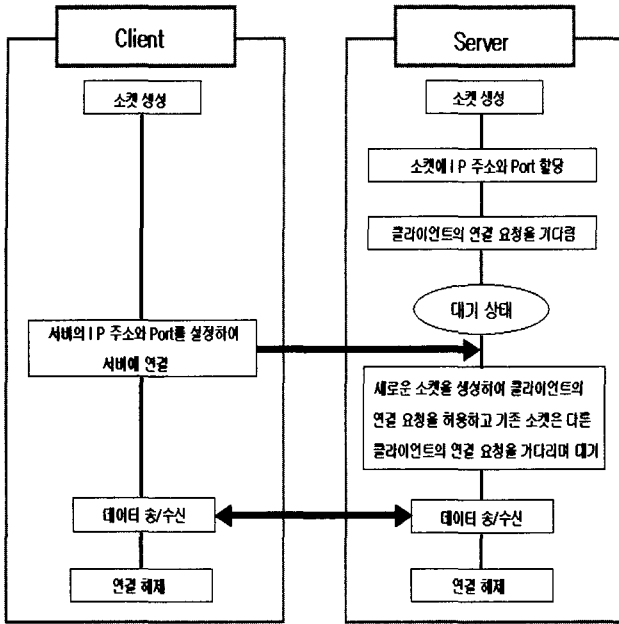 Client
소켓 생성
서버의 IP 주소와 Port를 설정하여
서버에 연결
데이터 송/수신
연결 해제
Server
소켓 생성
소켓에 IP 주소와 Port 할당
클라이언트의 연결 요청을 기다림
대기 상태
새로운 소켓을 생성하여 클라이언트의
연결 요청을 허용하고 기존 소켓은 다른
클라이언트의 연결 요청을 기다리며 대기
데이터 송/수신
연결 해제